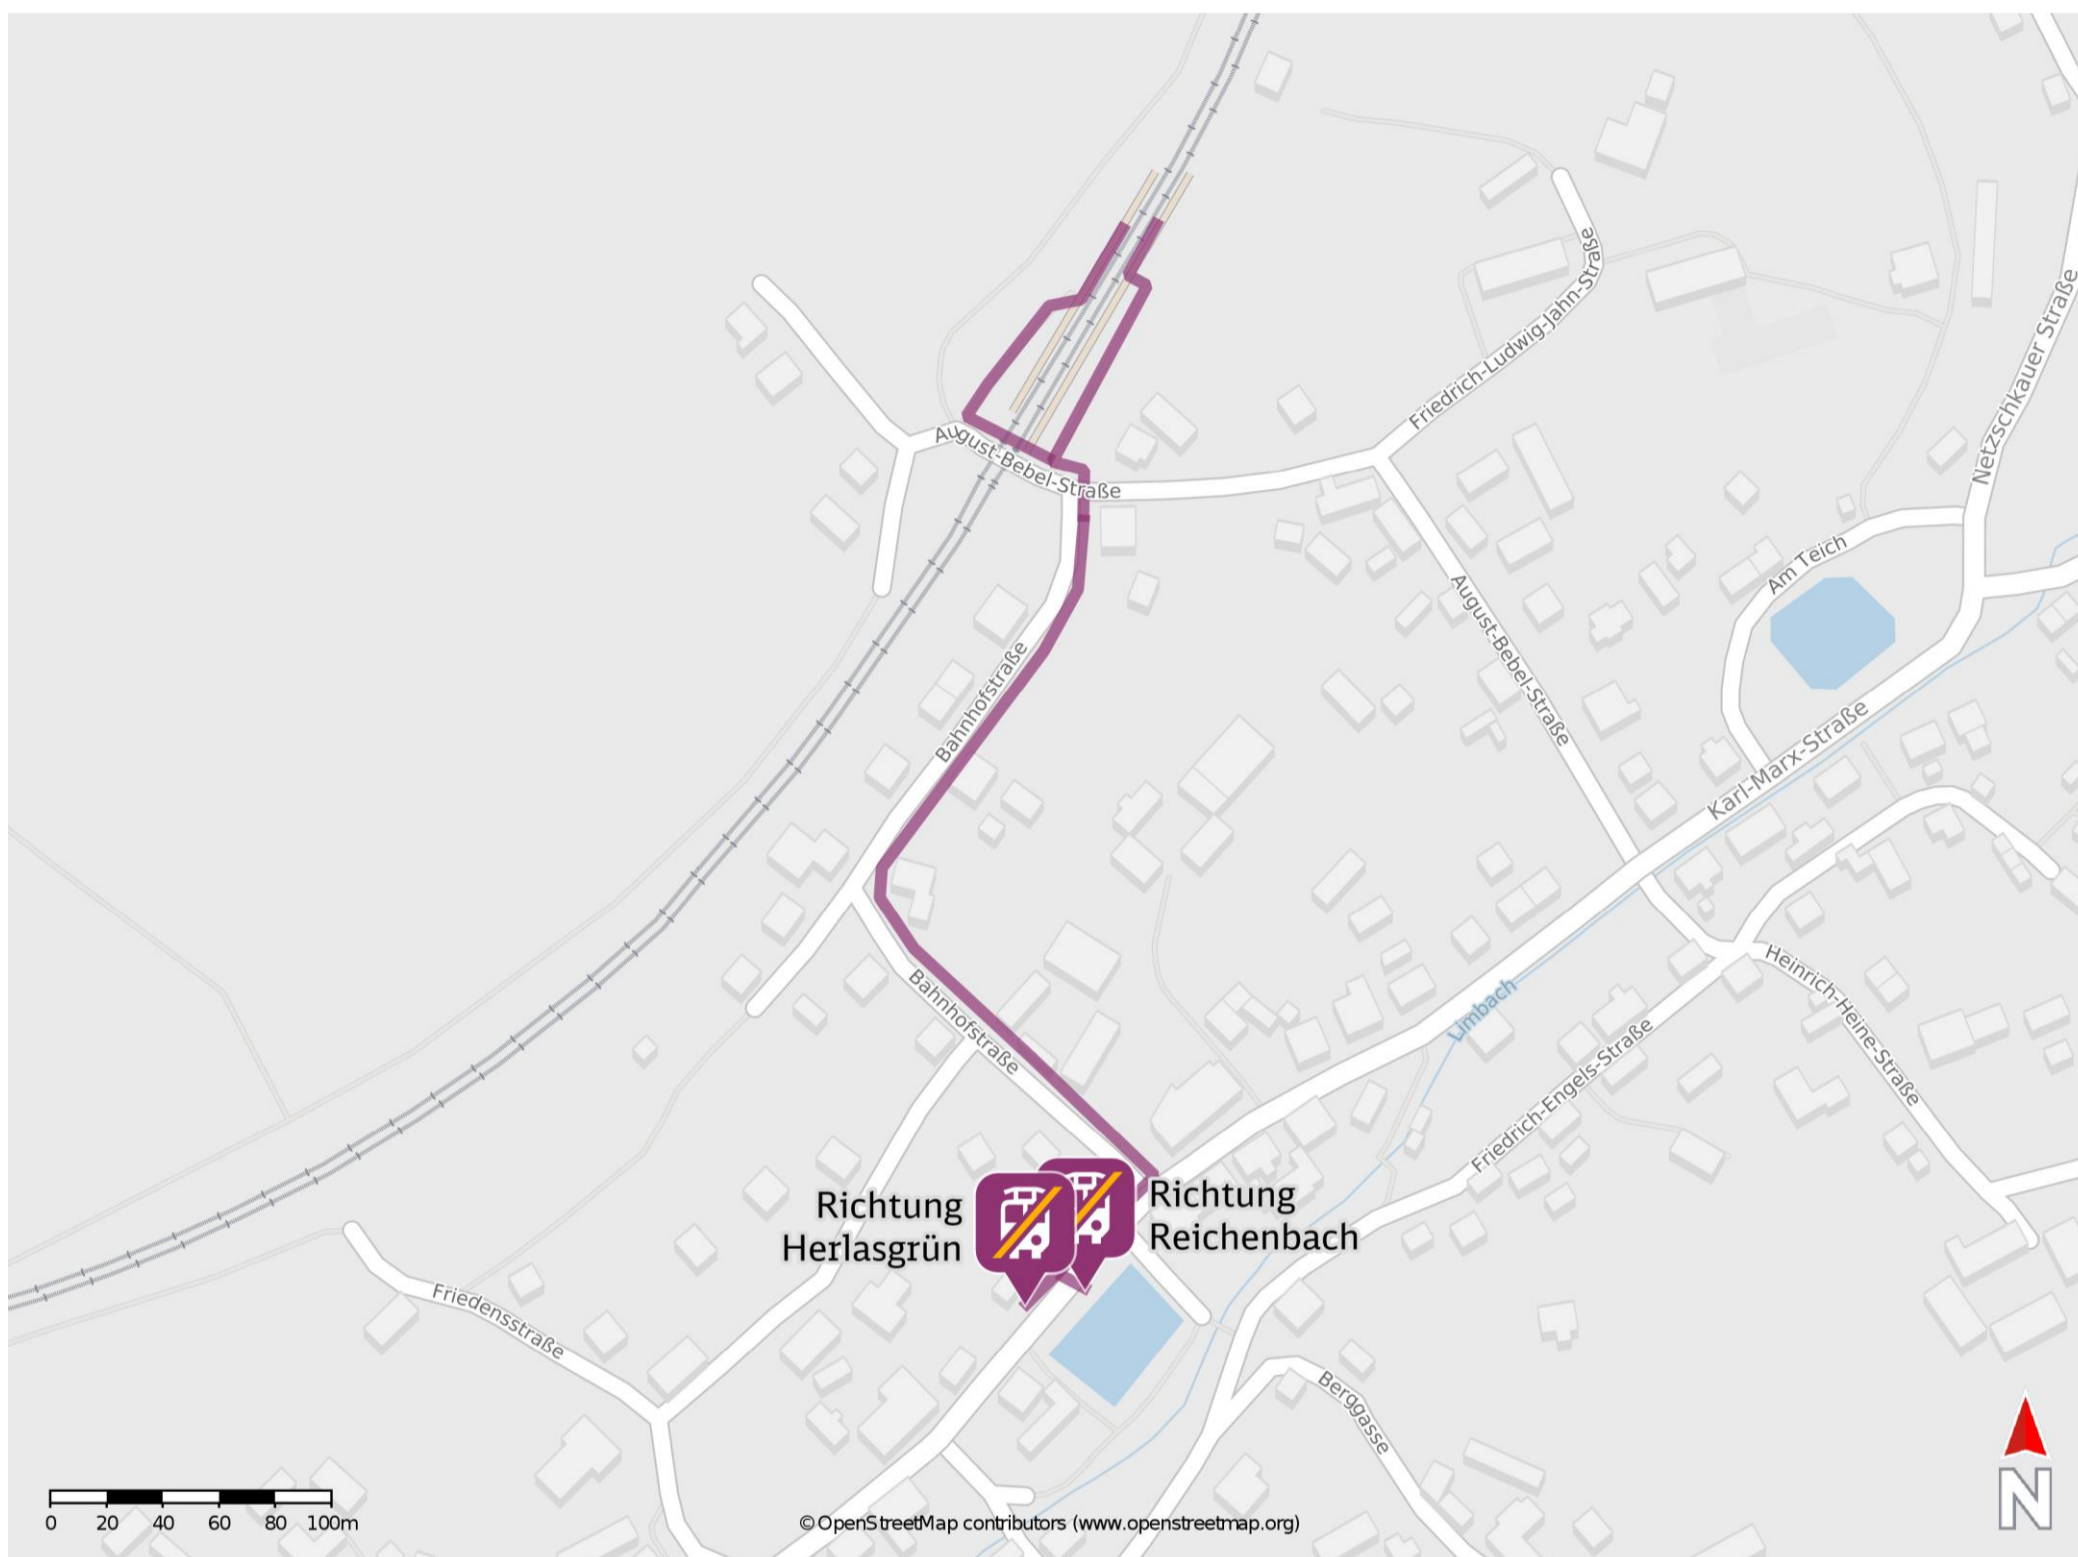 Friedrich-Ludwig-Jahn-Straße
Netzschkauer Straße
August-Bebel-Straße
Am Teich
August-Bebel-Straße
Bahnhofstraße
Karl-Marx-Straße
Bahnhofstraße
Limbach
Heinrich-Heine-Straße
Friedrich-Engels-Straße
Richtung
Herlasgrün
Richtung
Reichenbach
Friedensstraße
Berggasse
N
0 20 40 60 80 100m
© OpenStreetMap contributors (www.openstreetmap.org)